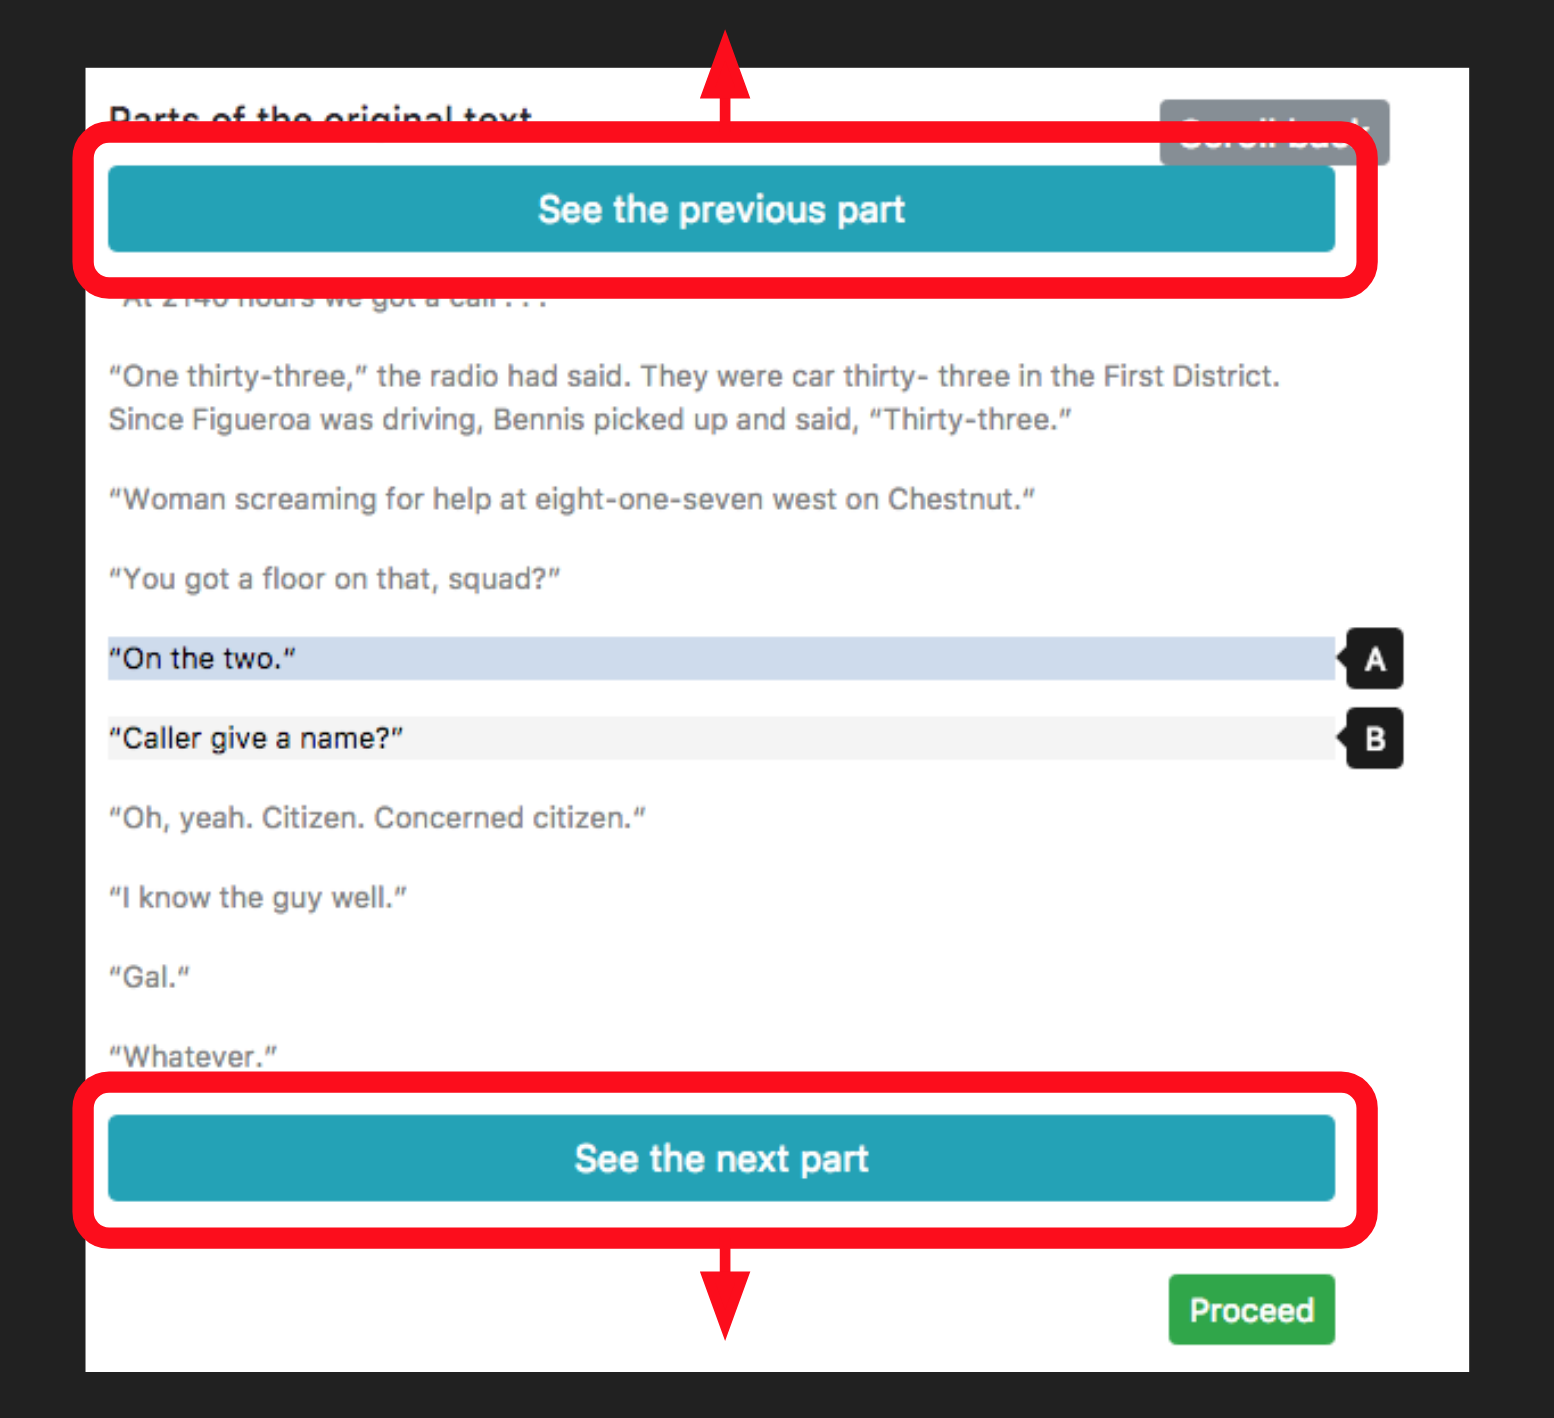 Parts of the original text
Scroll back
See the previous part
“At 2140 hours we got a call . . .
“One thirty-three,” the radio had said. They were car thirty- three in the First District.
Since Figueroa was driving, Bennis picked up and said, “Thirty-three.”
“Woman screaming for help at eight-one-seven west on Chestnut.”
“You got a floor on that, squad?”
“On the two.”
A
“Caller give a name?”
B
“Oh, yeah. Citizen. Concerned citizen.”
“I know the guy well.”
“Gal.”
“Whatever.”
See the next part
Proceed